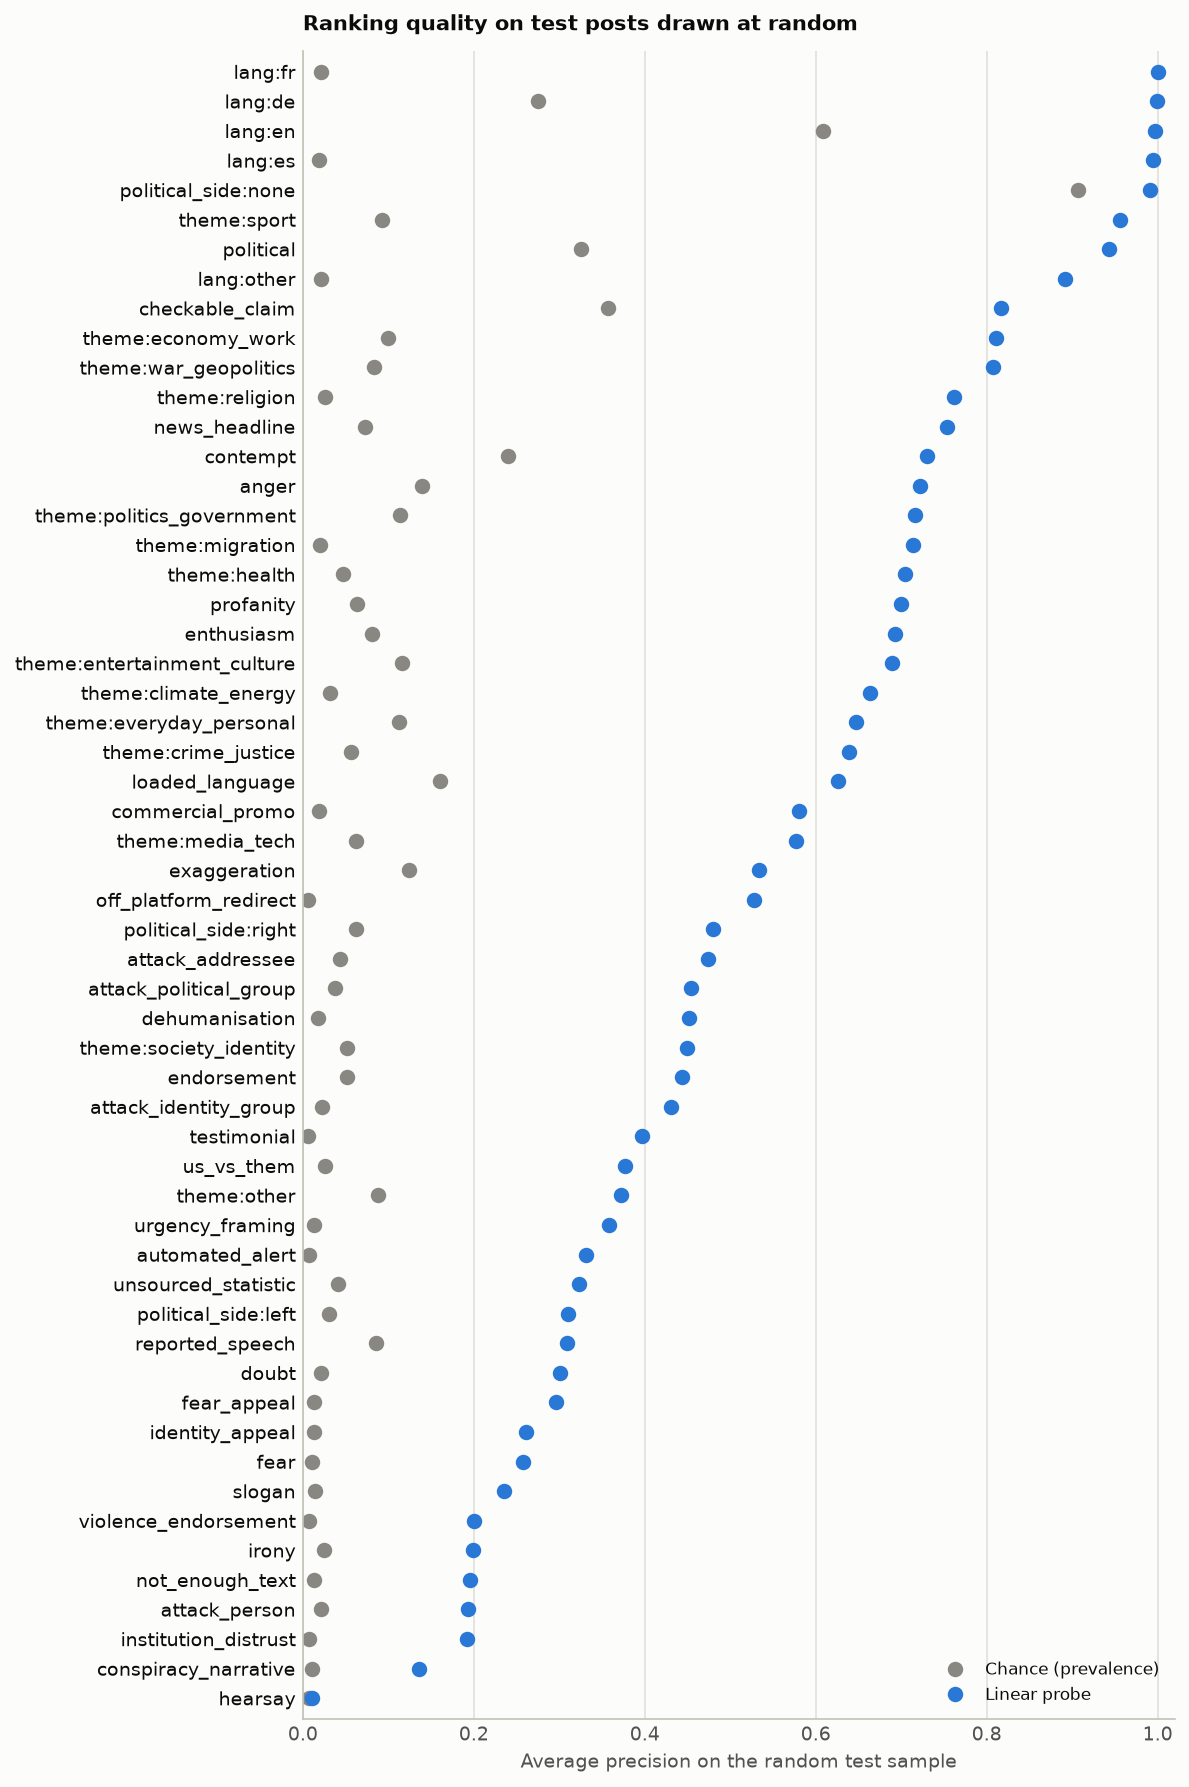 Ranking quality on test posts drawn at random
lang:fr
lang:de
lang:en
lang:es
political_side:none
theme:sport
political
lang:other
checkable_claim
theme:economy_work
theme:war_geopolitics
theme:religion
news_headline
contempt
anger
theme:politics_government
theme:migration
theme:health
profanity
enthusiasm
theme:entertainment_culture
theme:climate_energy
theme:everyday_personal
theme:crime_justice
loaded_language
commercial_promo
theme:media_tech
exaggeration
off_platform_redirect
political_side:right
attack_addressee
attack_political_group
dehumanisation
theme:society_identity
endorsement
attack_identity_group
testimonial
us_vs_them
theme:other
urgency_framing
automated_alert
unsourced_statistic
political_side:left
reported_speech
doubt
fear_appeal
identity_appeal
fear
slogan
violence_endorsement
irony
not_enough_text
attack_person
institution_distrust
conspiracy_narrative
hearsay
Chance (prevalence)
Linear probe
0.0 0.2 0.4 0.6 0.8 1.0
Average precision on the random test sample